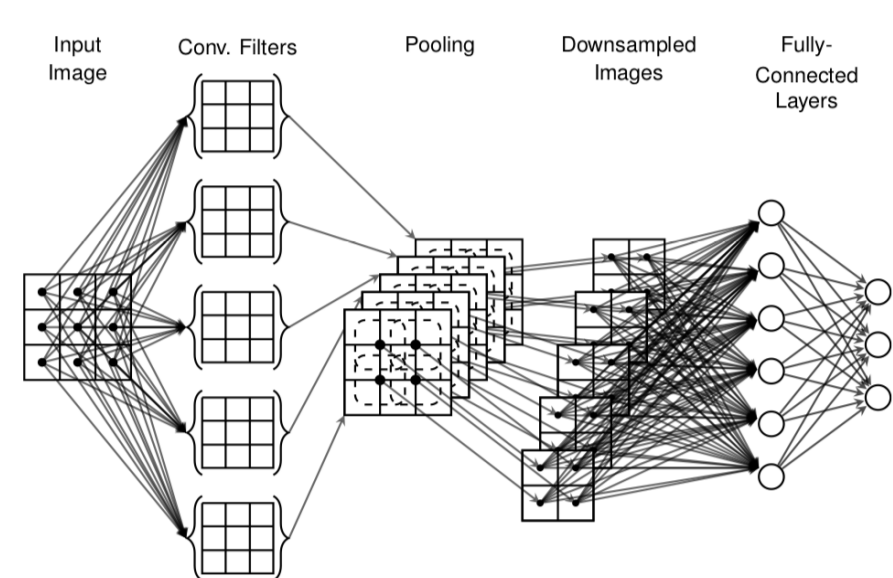 Input
Image
Conv. Filters
Pooling
Downsampled
Images
Fully-
Connected
Layers